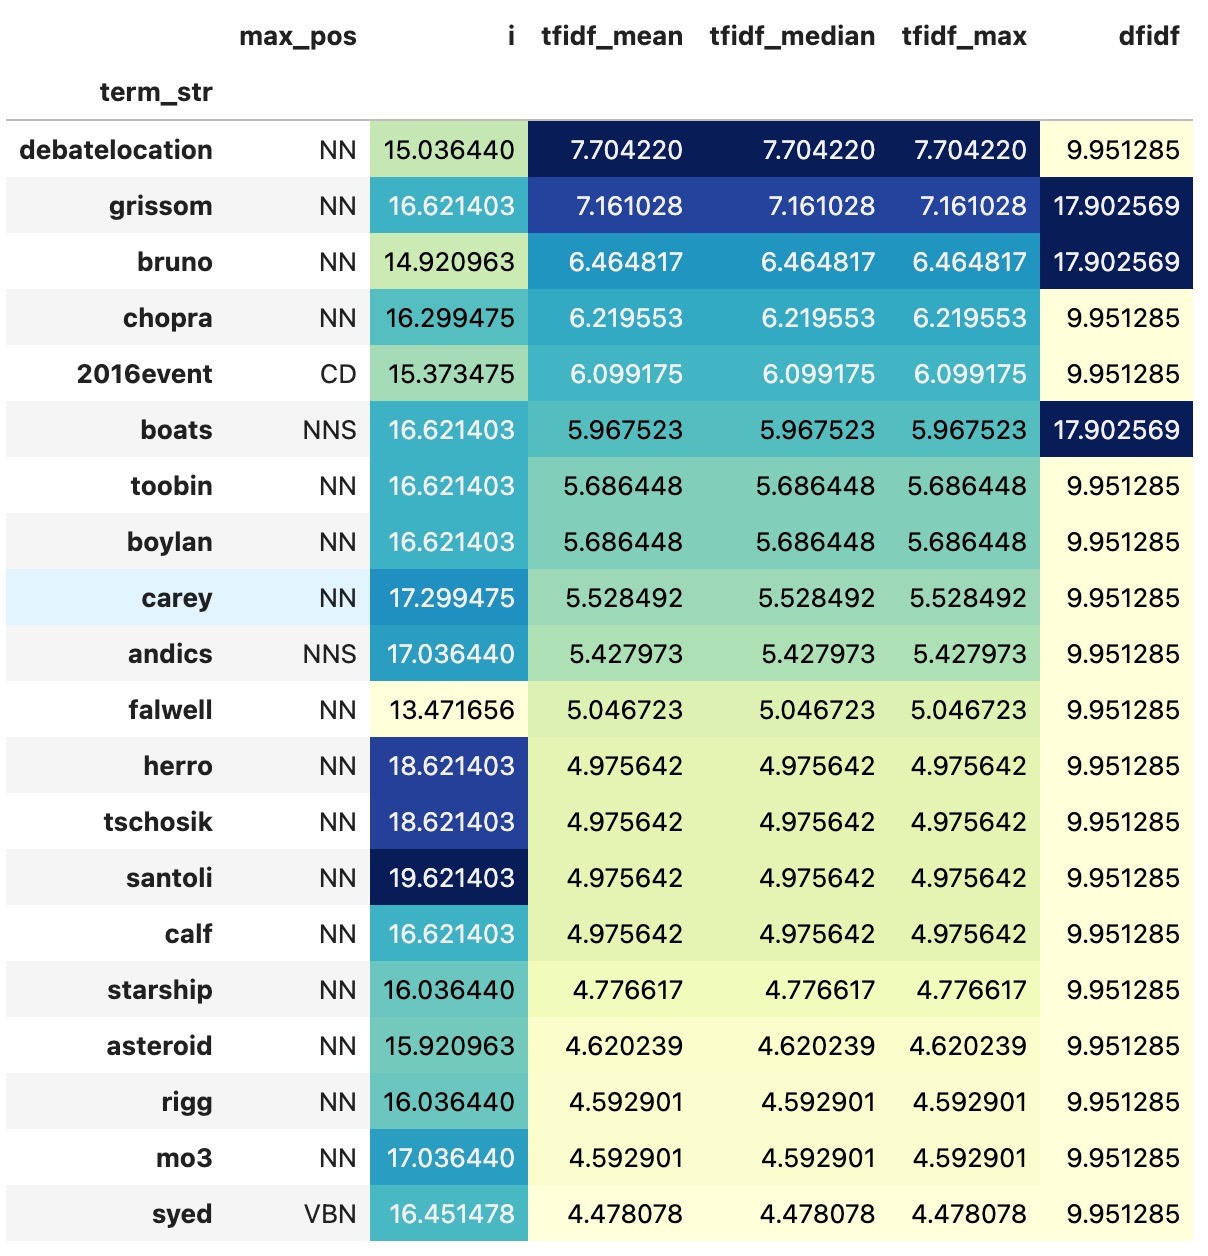 max_pos i tfidf_mean tfidf_median tfidf_max dfidf
term_str
debatelocation NN 15.036440 7.704220 7.704220 7.704220 9.951285
grissom NN 16.621403 7.161028 7.161028 7.161028 17.902569
bruno NN 14.920963 6.464817 6.464817 6.464817 17.902569
chopra NN 16.299475 6.219553 6.219553 6.219553 9.951285
2016event CD 15.373475 6.099175 6.099175 6.099175 9.951285
boats NNS 16.621403 5.967523 5.967523 5.967523 17.902569
toobin NN 16.621403 5.686448 5.686448 5.686448 9.951285
boylan NN 16.621403 5.686448 5.686448 5.686448 9.951285
carey NN 17.299475 5.528492 5.528492 5.528492 9.951285
andics NNS 17.036440 5.427973 5.427973 5.427973 9.951285
falwell NN 13.471656 5.046723 5.046723 5.046723 9.951285
herro NN 18.621403 4.975642 4.975642 4.975642 9.951285
tschosik NN 18.621403 4.975642 4.975642 4.975642 9.951285
santoli NN 19.621403 4.975642 4.975642 4.975642 9.951285
calf NN 16.621403 4.975642 4.975642 4.975642 9.951285
starship NN 16.036440 4.776617 4.776617 4.776617 9.951285
asteroid NN 15.920963 4.620239 4.620239 4.620239 9.951285
rigg NN 16.036440 4.592901 4.592901 4.592901 9.951285
mo3 NN 17.036440 4.592901 4.592901 4.592901 9.951285
syed VBN 16.451478 4.478078 4.478078 4.478078 9.951285